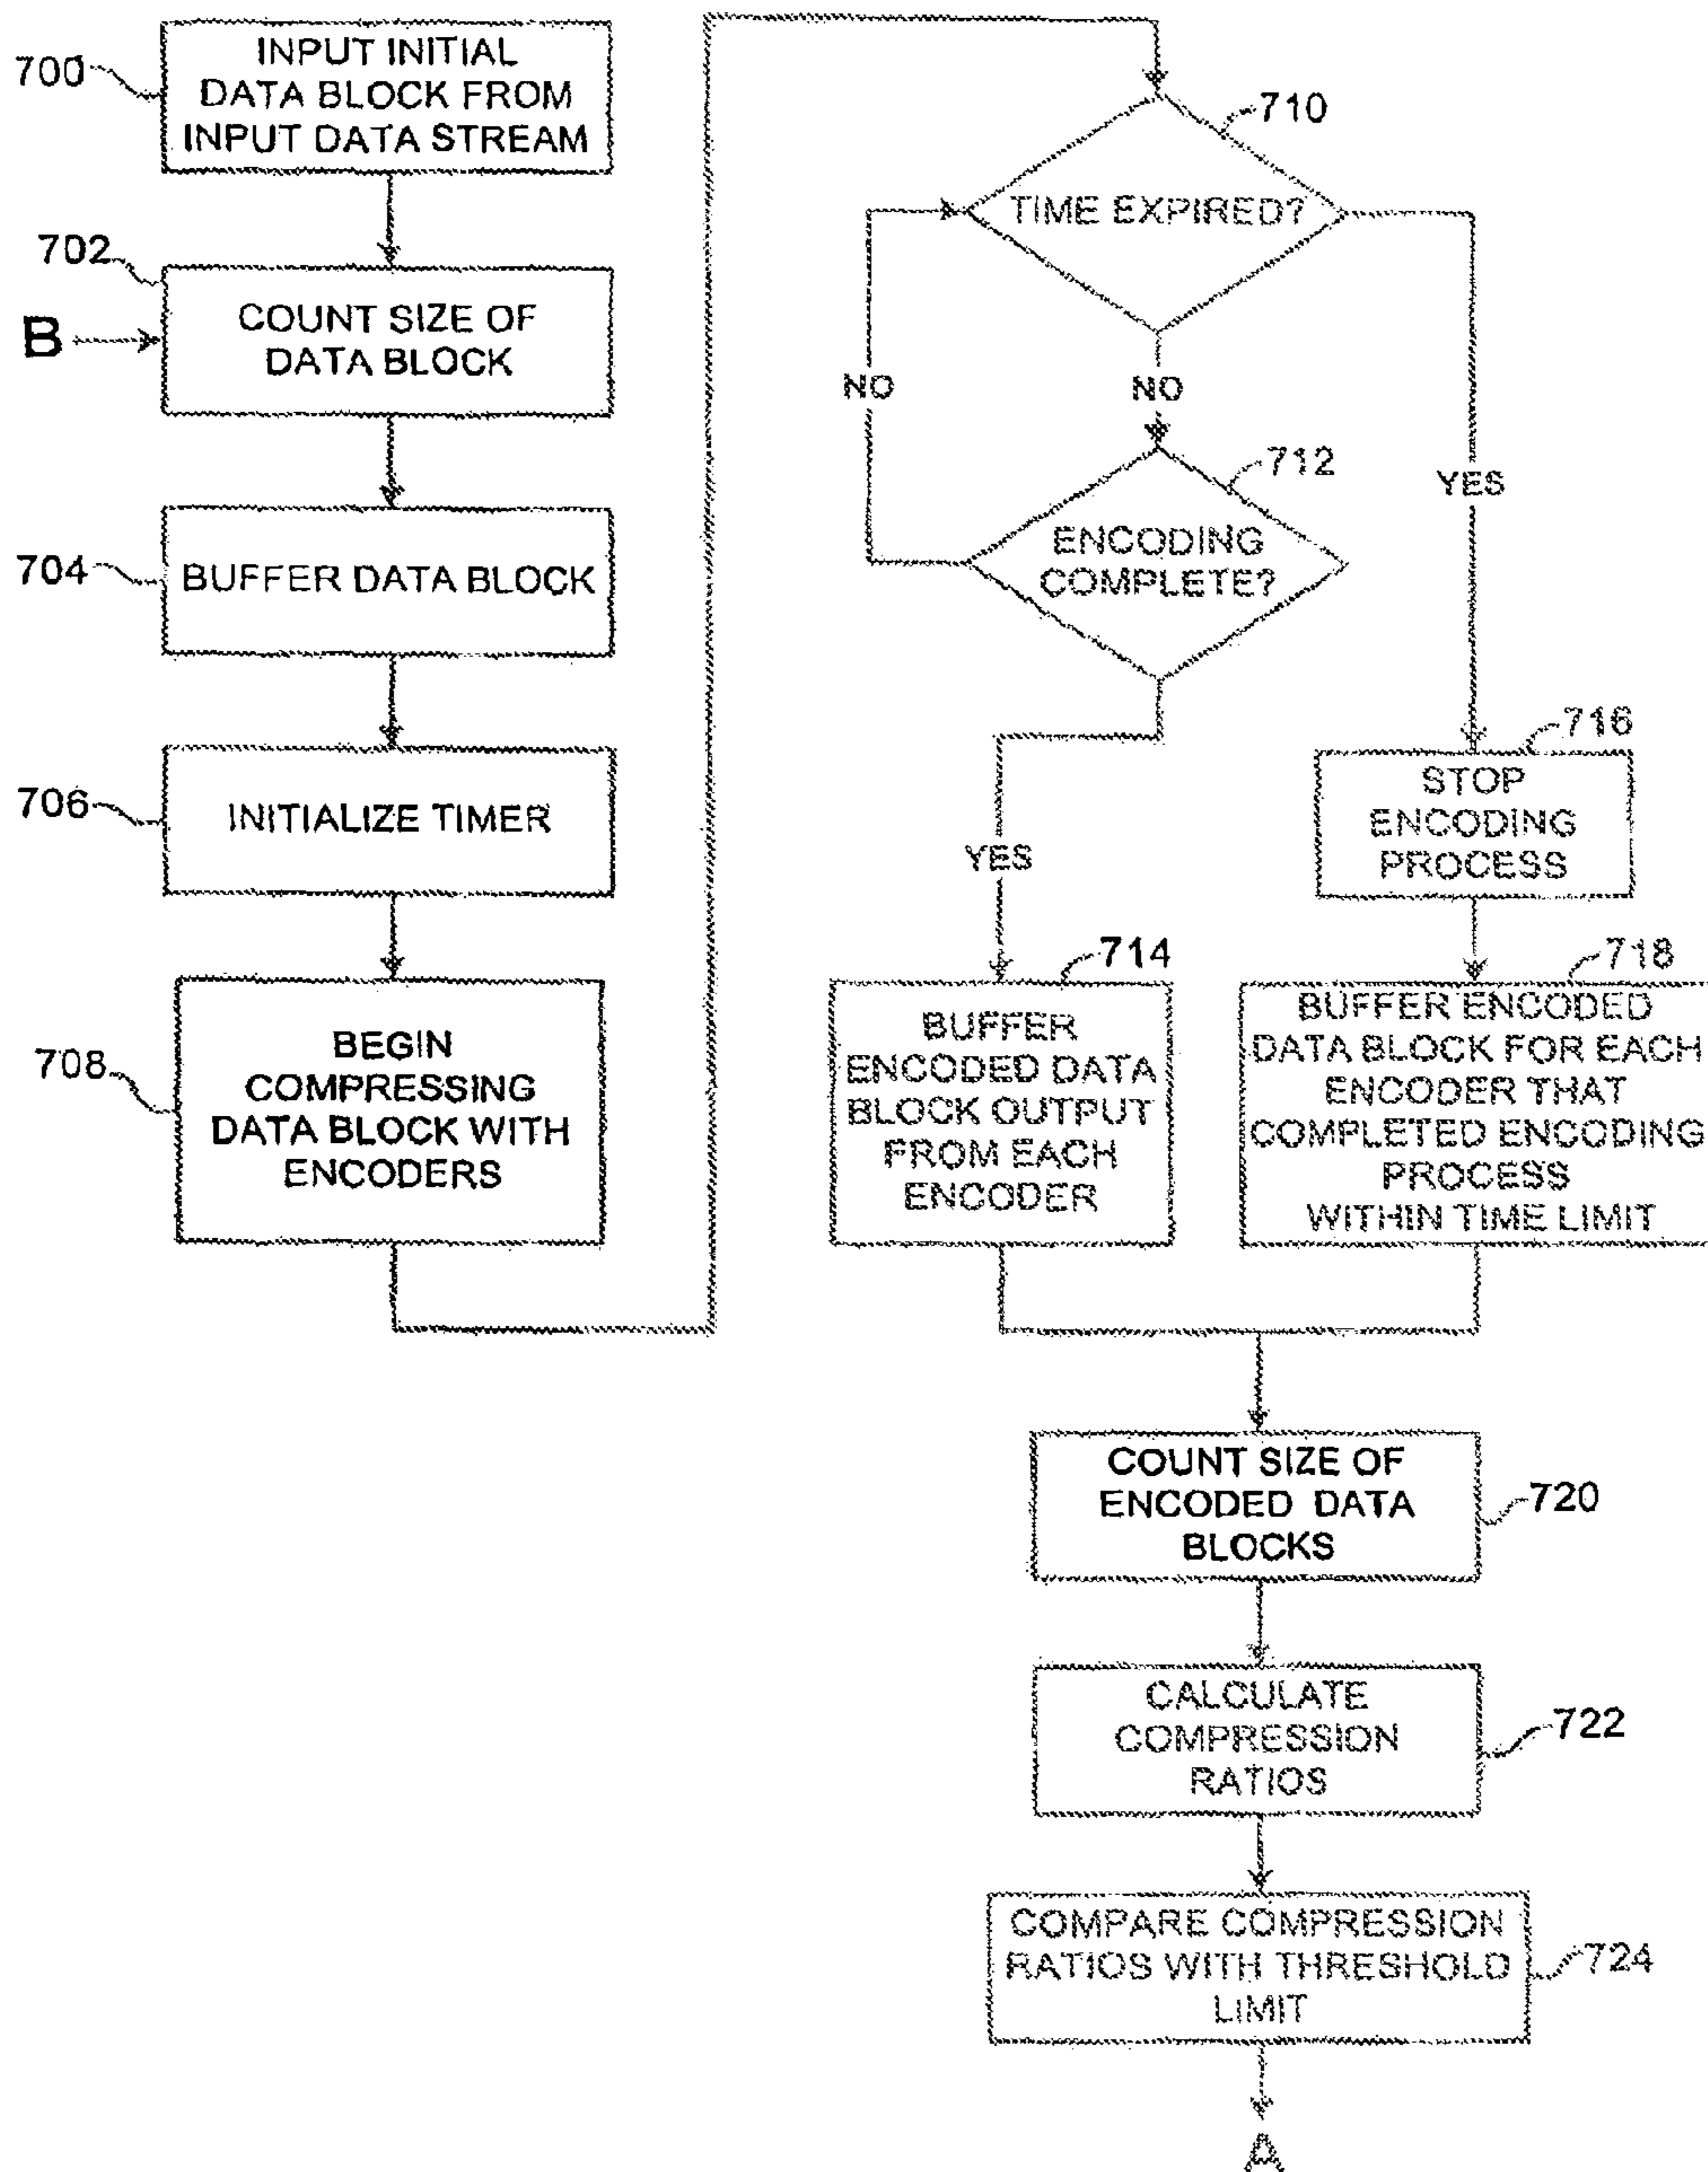 700
INPUT INITIAL
DATA BLOCK FROM
INPUT DATA STREAM
702
B
COUNT SIZE OF
DATA BLOCK
704
BUFFER DATA BLOCK
706
INITIALIZE TIMER
708
BEGIN
COMPRESSING
DATA BLOCK WITH
ENCODERS
710
TIME EXPIRED?
NO
NO
YES
712
ENCODING
COMPLETE?
YES
716
STOP
ENCODING
PROCESS
714
BUFFER
ENCODED DATA
BLOCK OUTPUT
FROM EACH
ENCODER
718
BUFFER ENCODED
DATA BLOCK FOR EACH
ENCODER THAT
COMPLETED ENCODING
PROCESS
WITHIN TIME LIMIT
COUNT SIZE OF
ENCODED DATA
BLOCKS
720
CALCULATE
COMPRESSION
RATIOS
722
COMPARE COMPRESSION
RATIOS WITH THRESHOLD
LIMIT
724
A